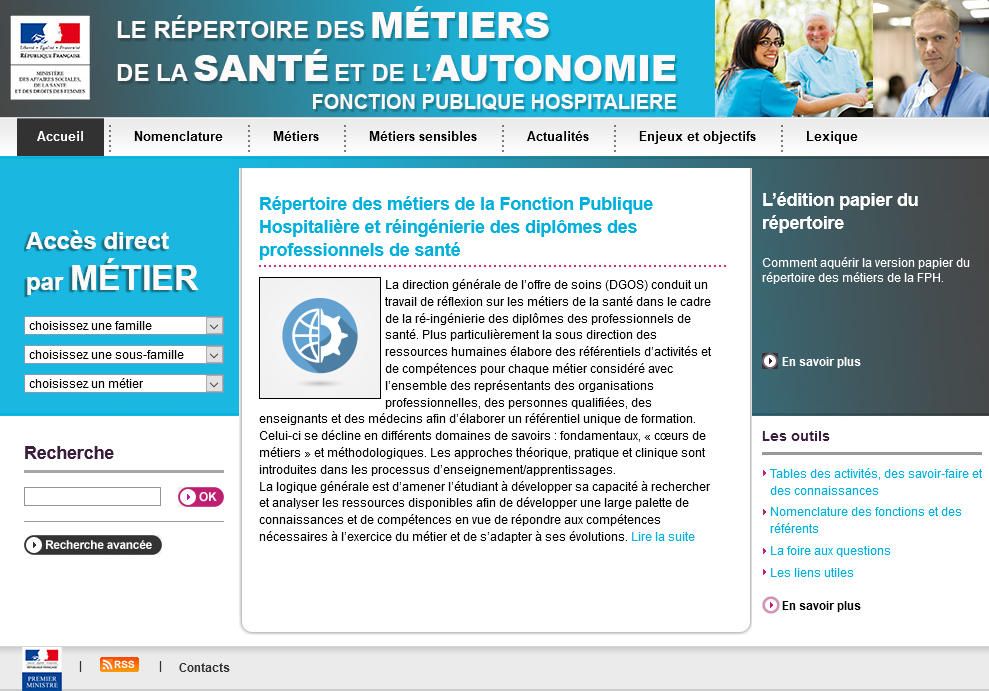 Liberté • Égalité • Fraternité
RÉPUBLIQUE FRANÇAISE
MINISTÈRE
DES AFFAIRES SOCIALES,
DE LA SANTÉ
ET DES DROITS DES FEMMES
LE RÉPERTOIRE DES MÉTIERS
DE LA SANTÉ ET DE L'AUTONOMIE
FONCTION PUBLIQUE HOSPITALIERE
Accueil
Nomenclature
Métiers
Métiers sensibles
Actualités
Enjeux et objectifs
Lexique
Accès direct
par MÉTIER
choisissez une famille
choisissez une sous-famille
choisissez un métier
Recherche
OK
Recherche avancée
Répertoire des métiers de la Fonction Publique
Hospitalière et réingénierie des diplômes des
professionnels de santé
La direction générale de l'offre de soins (DGOS) conduit un
travail de réflexion sur les métiers de la santé dans le cadre
de la ré-ingénierie des diplômes des professionnels de
santé. Plus particulièrement la sous direction des
ressources humaines élabore des référentiels d'activités et
de compétences pour chaque métier considéré avec
l'ensemble des représentants des organisations
professionnelles, des personnes qualifiées, des
enseignants et des médecins afin d'élaborer un référentiel unique de formation.
Celui-ci se décline en différents domaines de savoirs : fondamentaux, « cœurs de
métiers » et méthodologiques. Les approches théorique, pratique et clinique sont
introduites dans les processus d'enseignement/apprentissages.
La logique générale est d'amener l'étudiant à développer sa capacité à rechercher
et analyser les ressources disponibles afin de développer une large palette de
connaissances et de compétences en vue de répondre aux compétences
nécessaires à l'exercice du métier et de s'adapter à ses évolutions. Lire la suite
L'édition papier du
répertoire
Comment aquérir la version papier du
répertoire des métiers de la FPH.
En savoir plus
Les outils
Tables des activités, des savoir-faire et
des connaissances
Nomenclature des fonctions et des
référents
La foire aux questions
Les liens utiles
En savoir plus
PREMIER
MINISTRE
|
RSS
|
Contacts